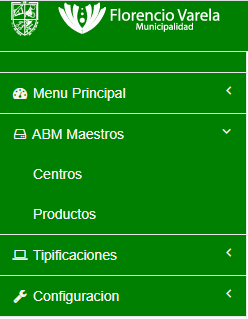 Florencio Varela
Municipalidad
Menu Principal
ABM Maestros
Centros
Productos
Tipificaciones
Configuracion